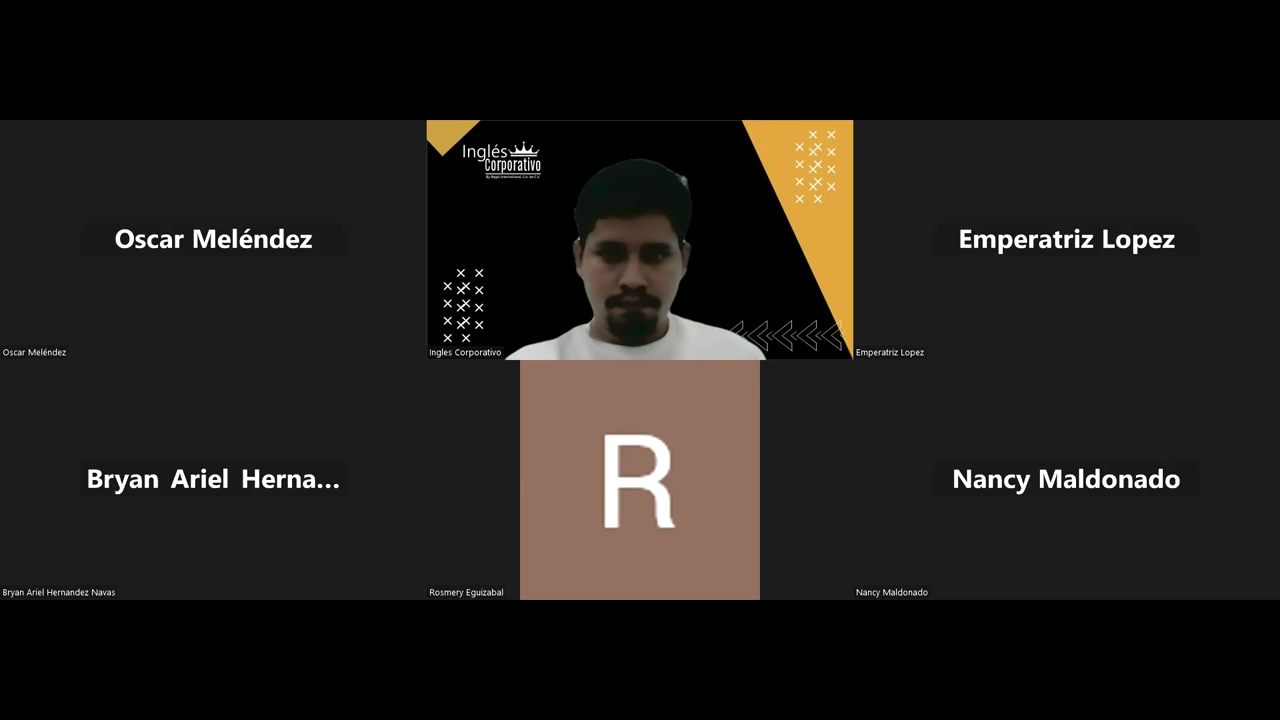 Oscar Meléndez
Oscar Meléndez
Inglés
Corporativo
Ingles Corporativo
Emperatriz Lopez
Emperatriz Lopez
Bryan Ariel Herna...
Bryan Ariel Hernandez Navas
R
Rosmery Eguizabal
Nancy Maldonado
Nancy Maldonado